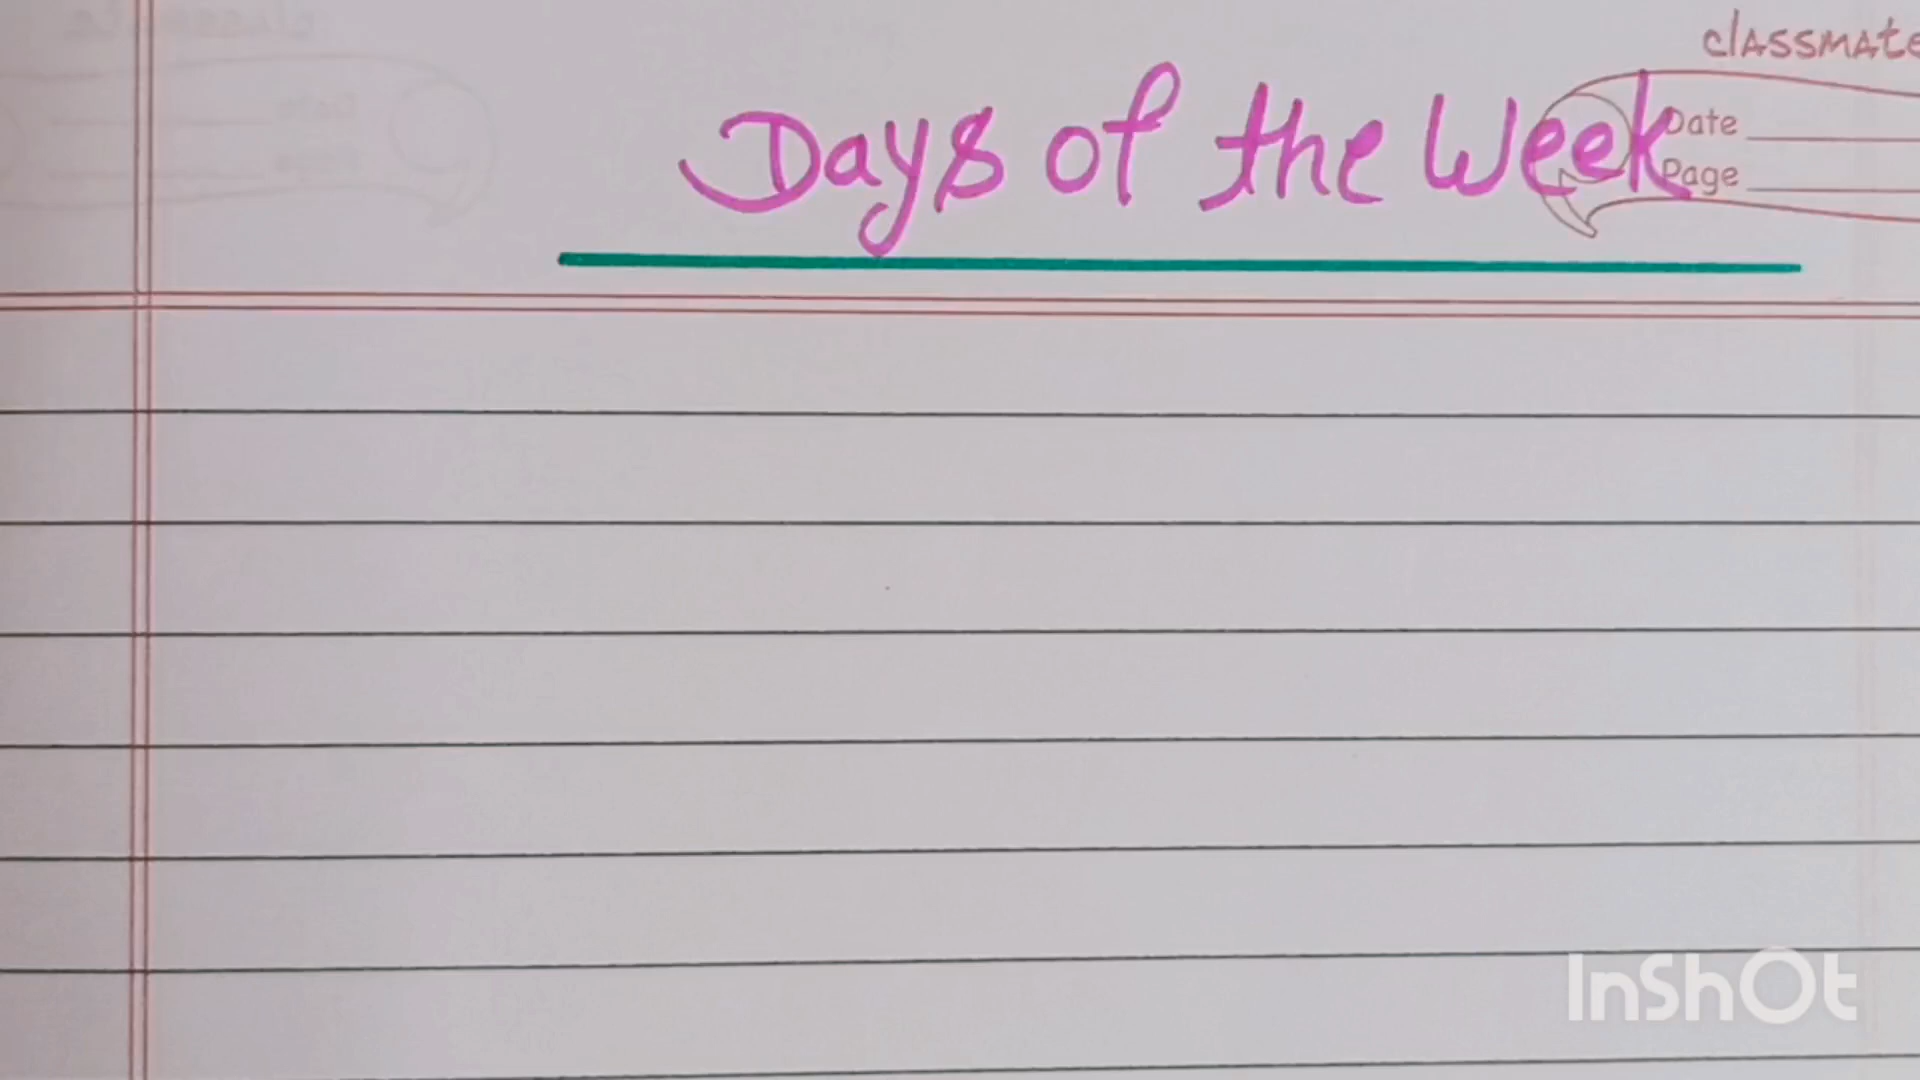 classmate
Days of the Week
Date
Page
InShOt